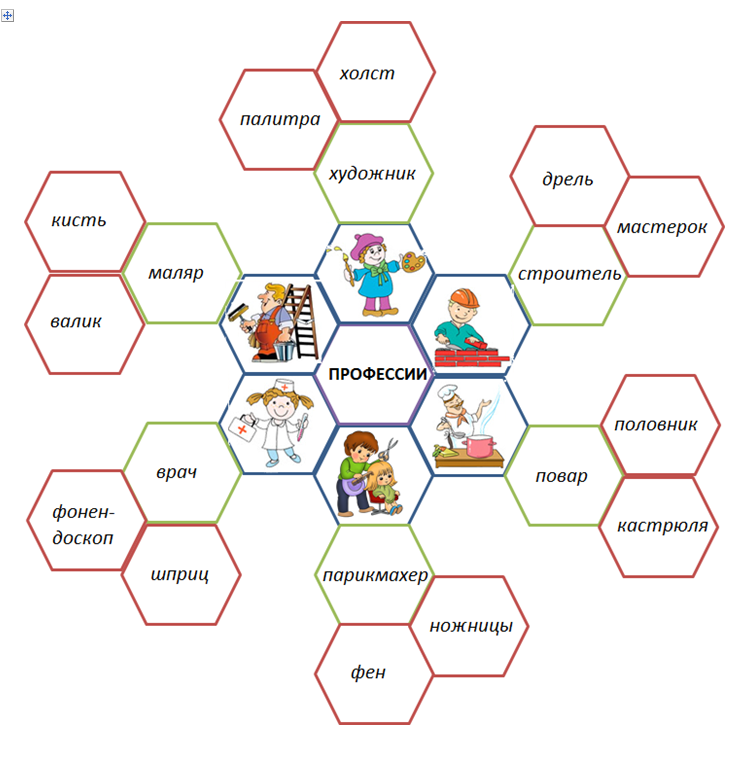 холст
палитра
художник
дрель
мастерок
строитель
кисть
маляр
валик
ПРОФЕССИИ
половник
повар
кастрюля
врач
фонен-
доскоп
шприц
парикмахер
ножницы
фен